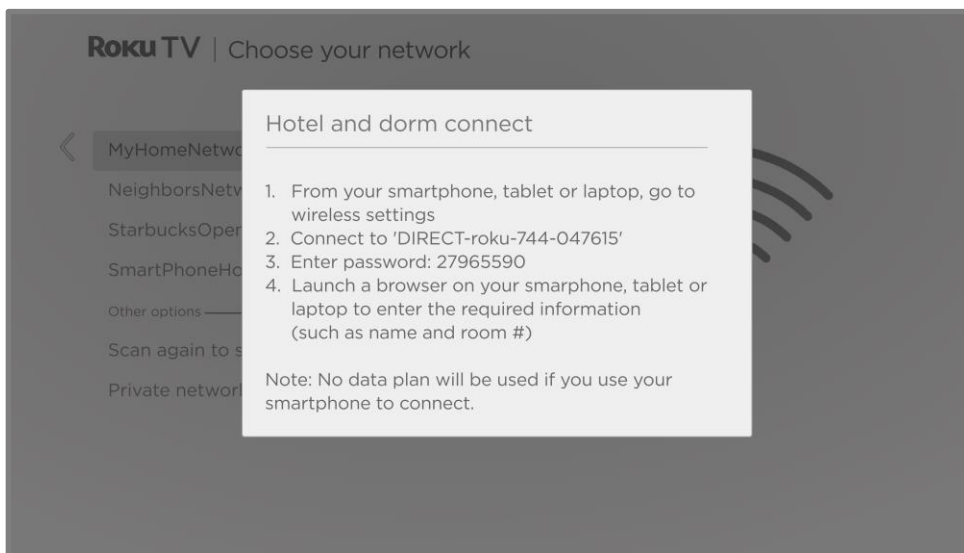 Roku TV | Choose your network
Hotel and dorm connect
MyHomeNetwo
NeighborsNetw
StarbucksOper
SmartPhoneHo
Other options
Scan again to s
Private network
1. From your smartphone, tablet or laptop, go to
wireless settings
2. Connect to 'DIRECT-roku-744-047615'
3. Enter password: 27965590
4. Launch a browser on your smarphone, tablet or
laptop to enter the required information
(such as name and room #)
Note: No data plan will be used if you use your
smartphone to connect.